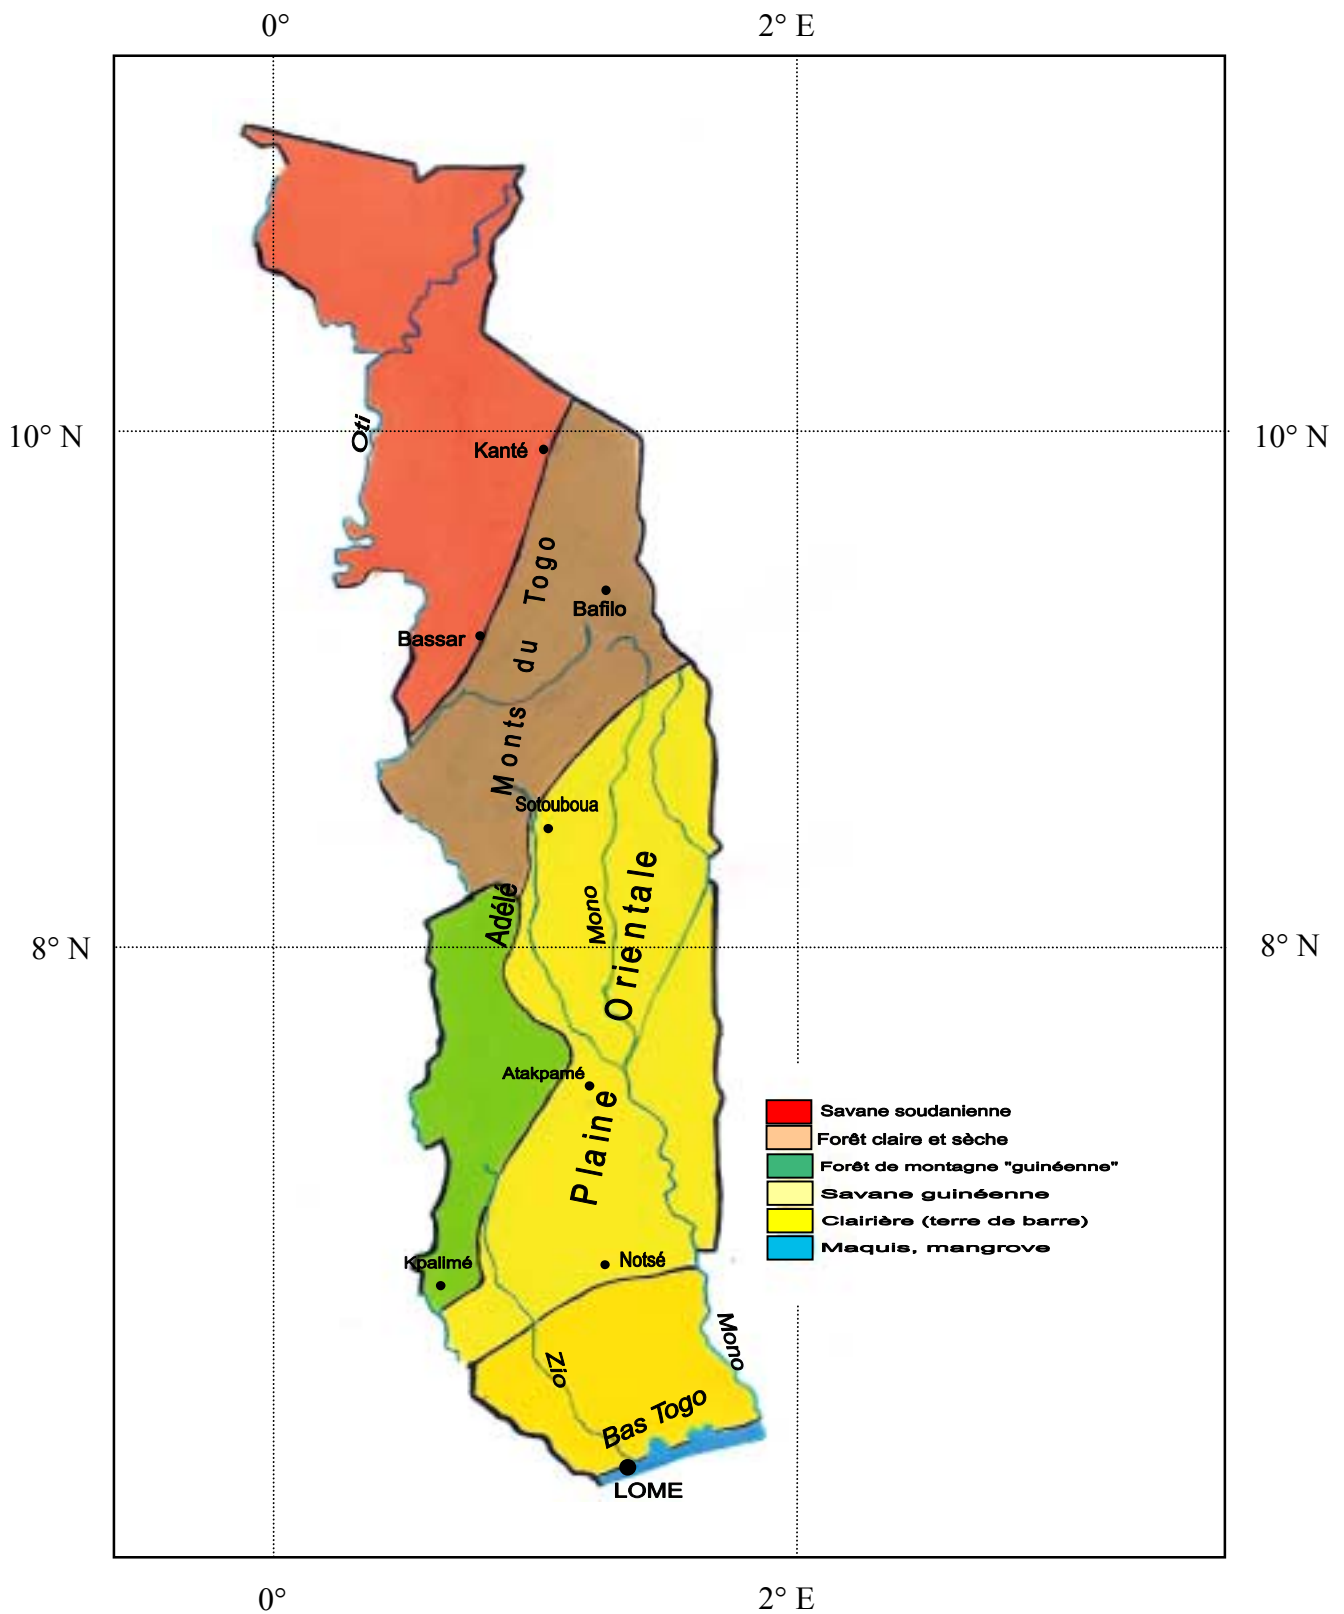 0°
2° E
10° N
10° N
Oti
Kanté
Monts du Togo
Bafilo
Bassar
Sotouboua
Adélé
Mono
8° N
8° N
Plaine Orientale
Atakpamé
Savane soudanienne
Forêt claire et sèche
Forêt de montagne "guinéenne"
Savane guinéenne
Clairière (terre de barre)
Maquis, mangrove
Kpalimé
Notsé
Mono
Zio
Bas Togo
LOME
0°
2° E